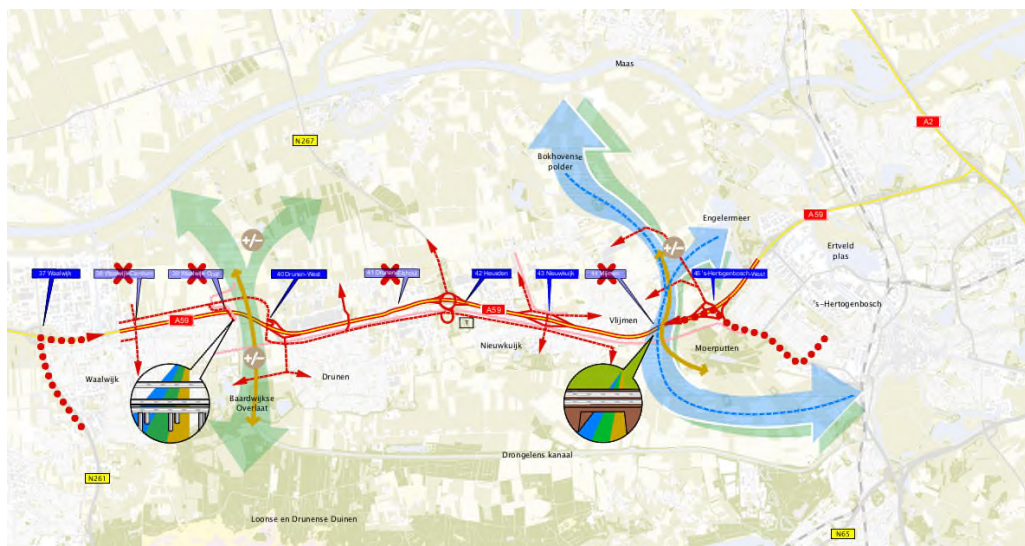 Maas
A2
N267
Bokhovense
polder
Engelermeer
A59
Ertveld
plas
+/-
+/-
37 Waalwijk
38 Waalwijk-Centrum
39 Waalwijk Oost
40 Drunen-West
41 Drunen-Elshout
42 Heusden
43 Nieuwkuijk
44 Vlijmen
45 's-Hertogenbosch-West
's-Hertogenbosch
A59
A59
1
Vlijmen
Nieuwkuijk
Moerputten
Waalwijk
+/-
Drunen
Baardwijkse
Overlaat
Drongelens kanaal
N261
Loonse en Drunense Duinen
N65